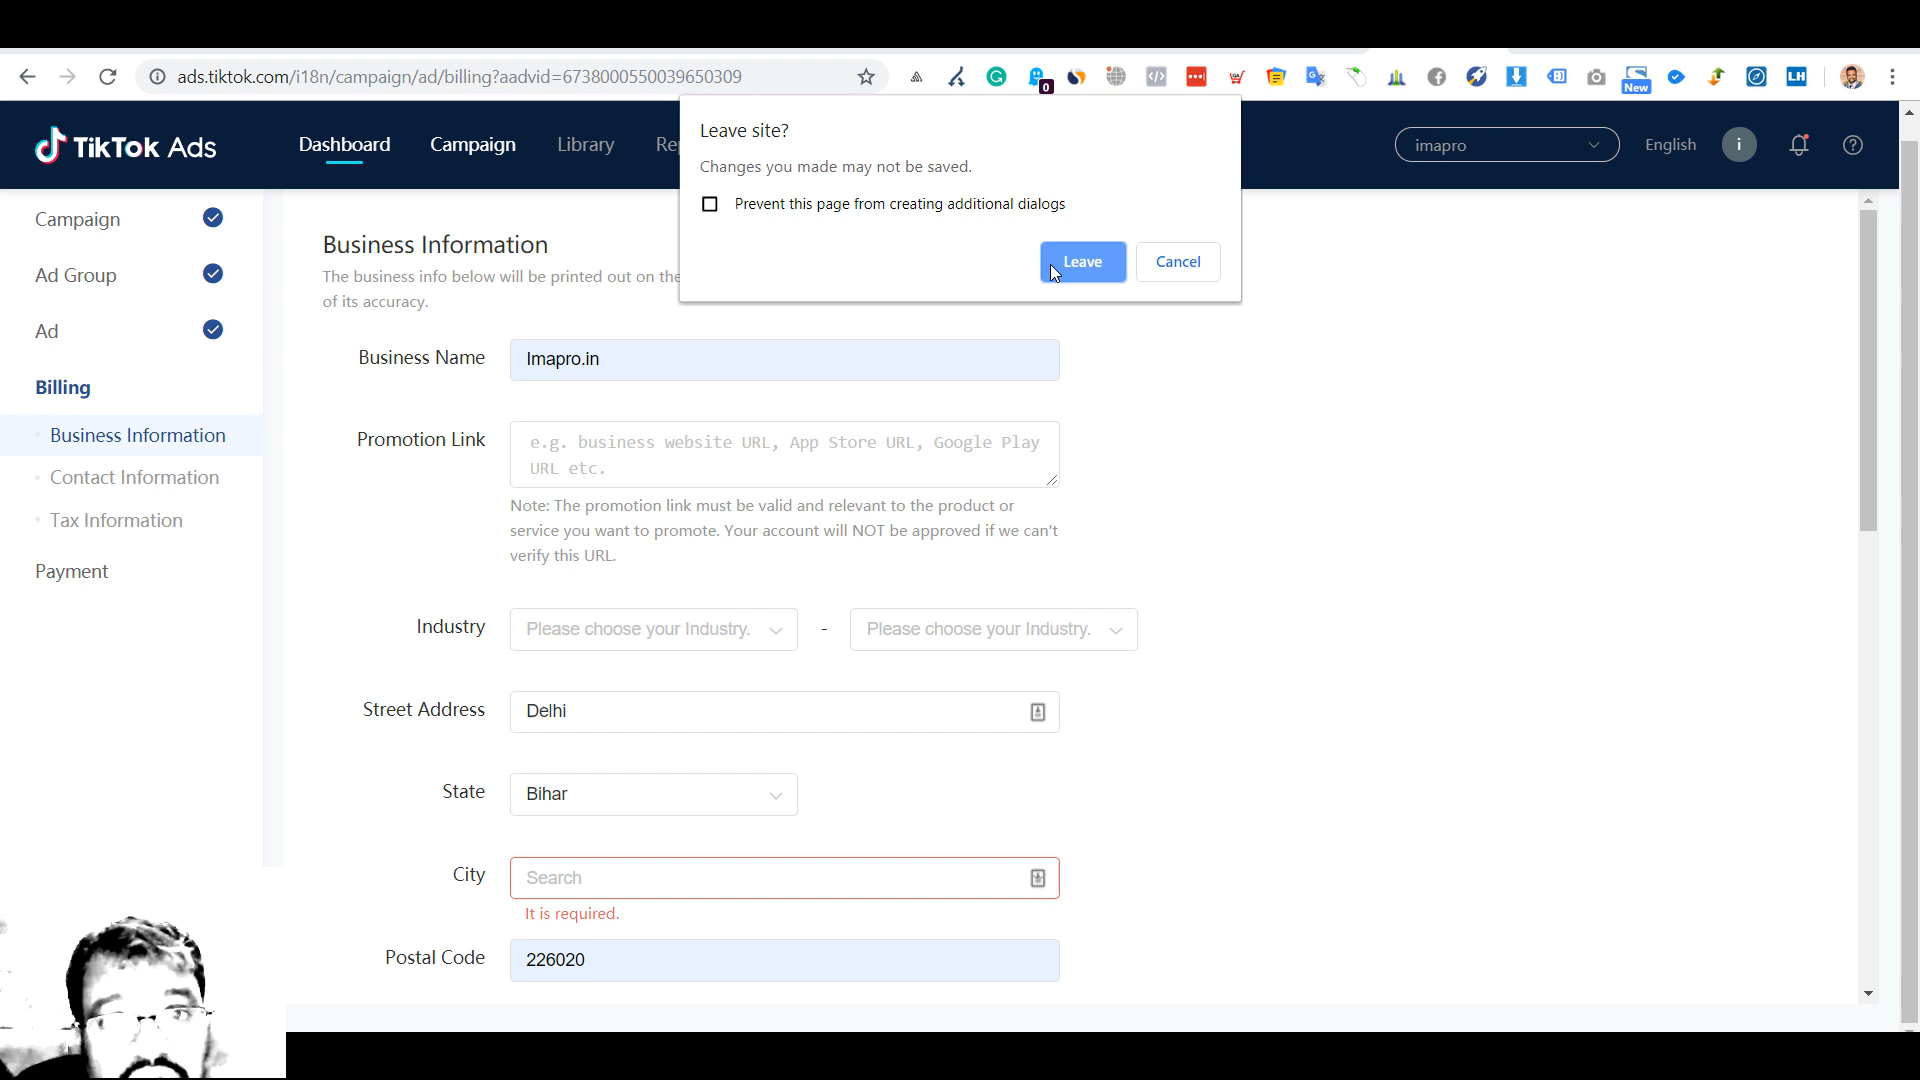 ads.tiktok.com/i18n/campaign/ad/billing?aadvid=6738000550039650309
0
New
LH
Leave site?
Changes you made may not be saved.
Prevent this page from creating additional dialogs
Leave
Cancel
TikTok Ads
Dashboard
Campaign
Library
Rep
imapro
English
i
Campaign
Ad Group
Ad
Billing
Business Information
Contact Information
Tax Information
Payment
Business Information
The business info below will be printed out on the
of its accuracy.
Business Name
Imapro.in
Promotion Link
e.g. business website URL, App Store URL, Google Play
URL etc.
Note: The promotion link must be valid and relevant to the product or
service you want to promote. Your account will NOT be approved if we can't
verify this URL.
Industry
Please choose your Industry.
-
Please choose your Industry.
Street Address
Delhi
State
Bihar
City
Search
It is required.
Postal Code
226020